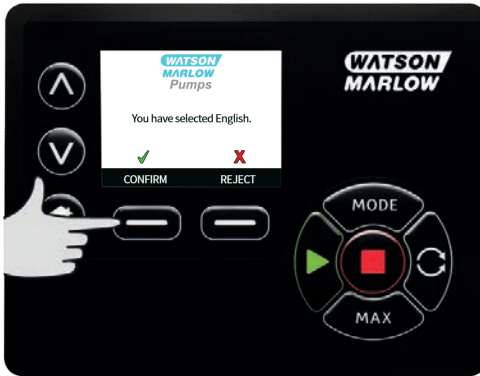 WATSON
MARLOW
Pumps
You have selected English.
CONFIRM
REJECT
WATSON
MARLOW
MODE
MAX